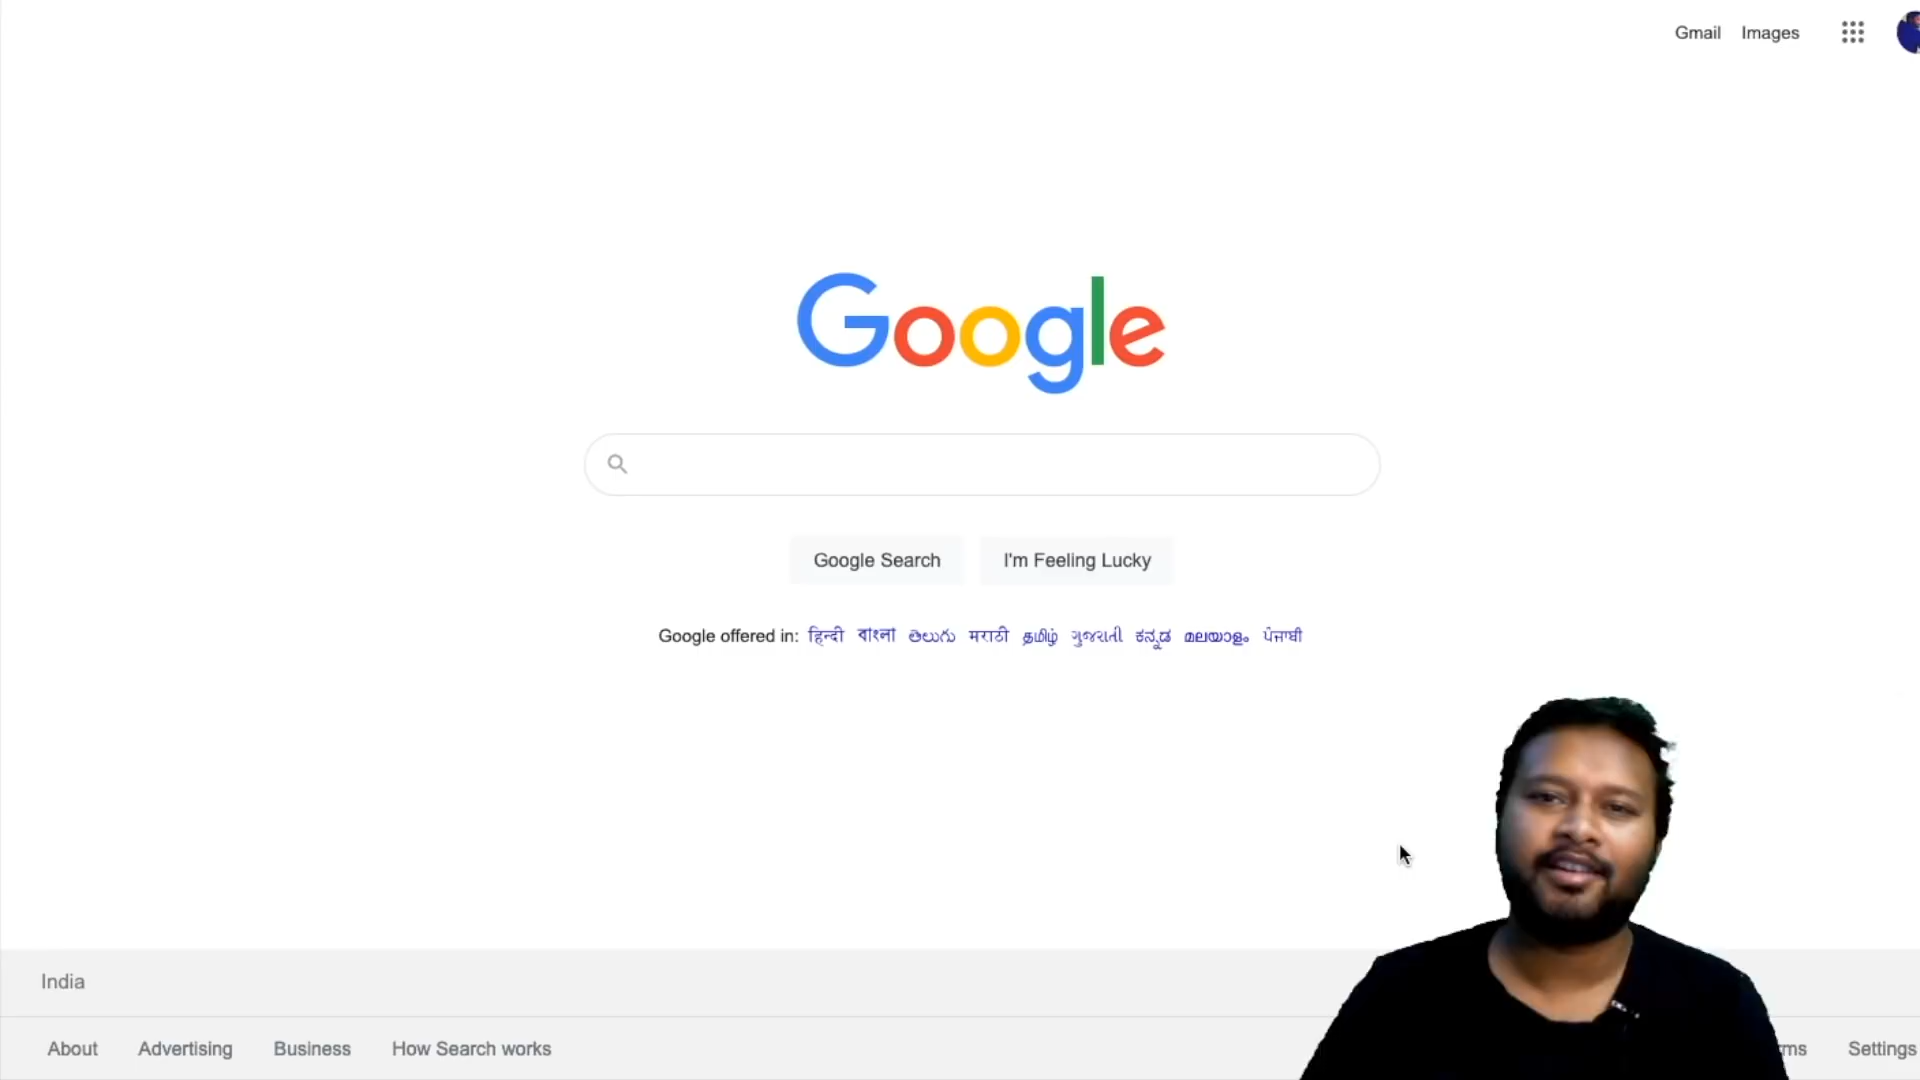 Gmail Images
Google
Google Search I'm Feeling Lucky
Google offered in: हिन्दी বাংলা తెలుగు मराठी தமிழ் ગુજરાતી ಕನ್ನಡ മലയാളം ਪੰਜਾਬੀ
India
About Advertising Business How Search works Settings